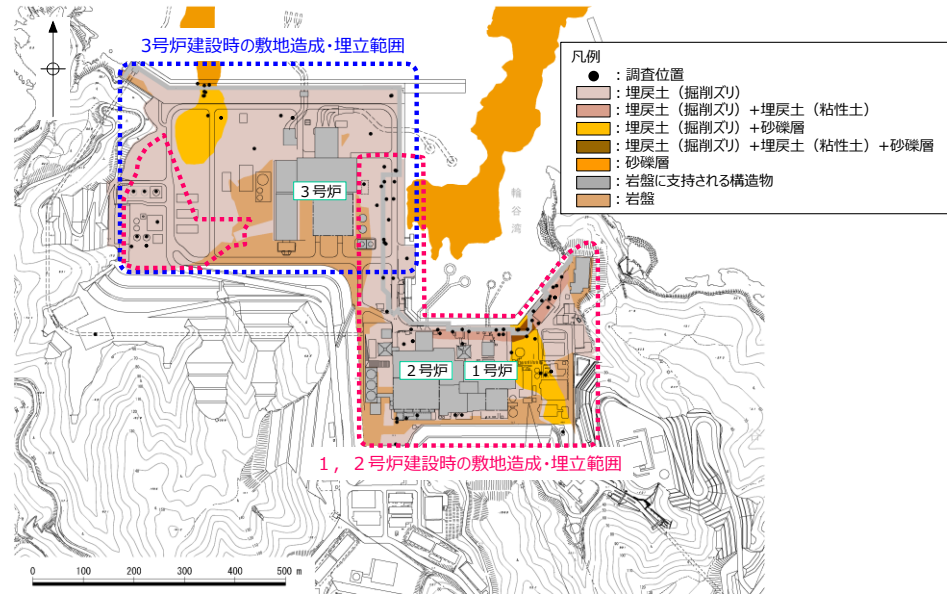 3号炉建設時の敷地造成・埋立範囲
凡例
：調査位置
：埋戻土（掘削ズリ）
：埋戻土（掘削ズリ）+埋戻土（粘性土）
：埋戻土（掘削ズリ）+砂礫層
：埋戻土（掘削ズリ）+埋戻土（粘性土）+砂礫層
：砂礫層
：岩盤に支持される構造物
：岩盤
3号炉
輪谷湾
2号炉
1号炉
1，2号炉建設時の敷地造成・埋立範囲
0 100 200 300 400 500 m